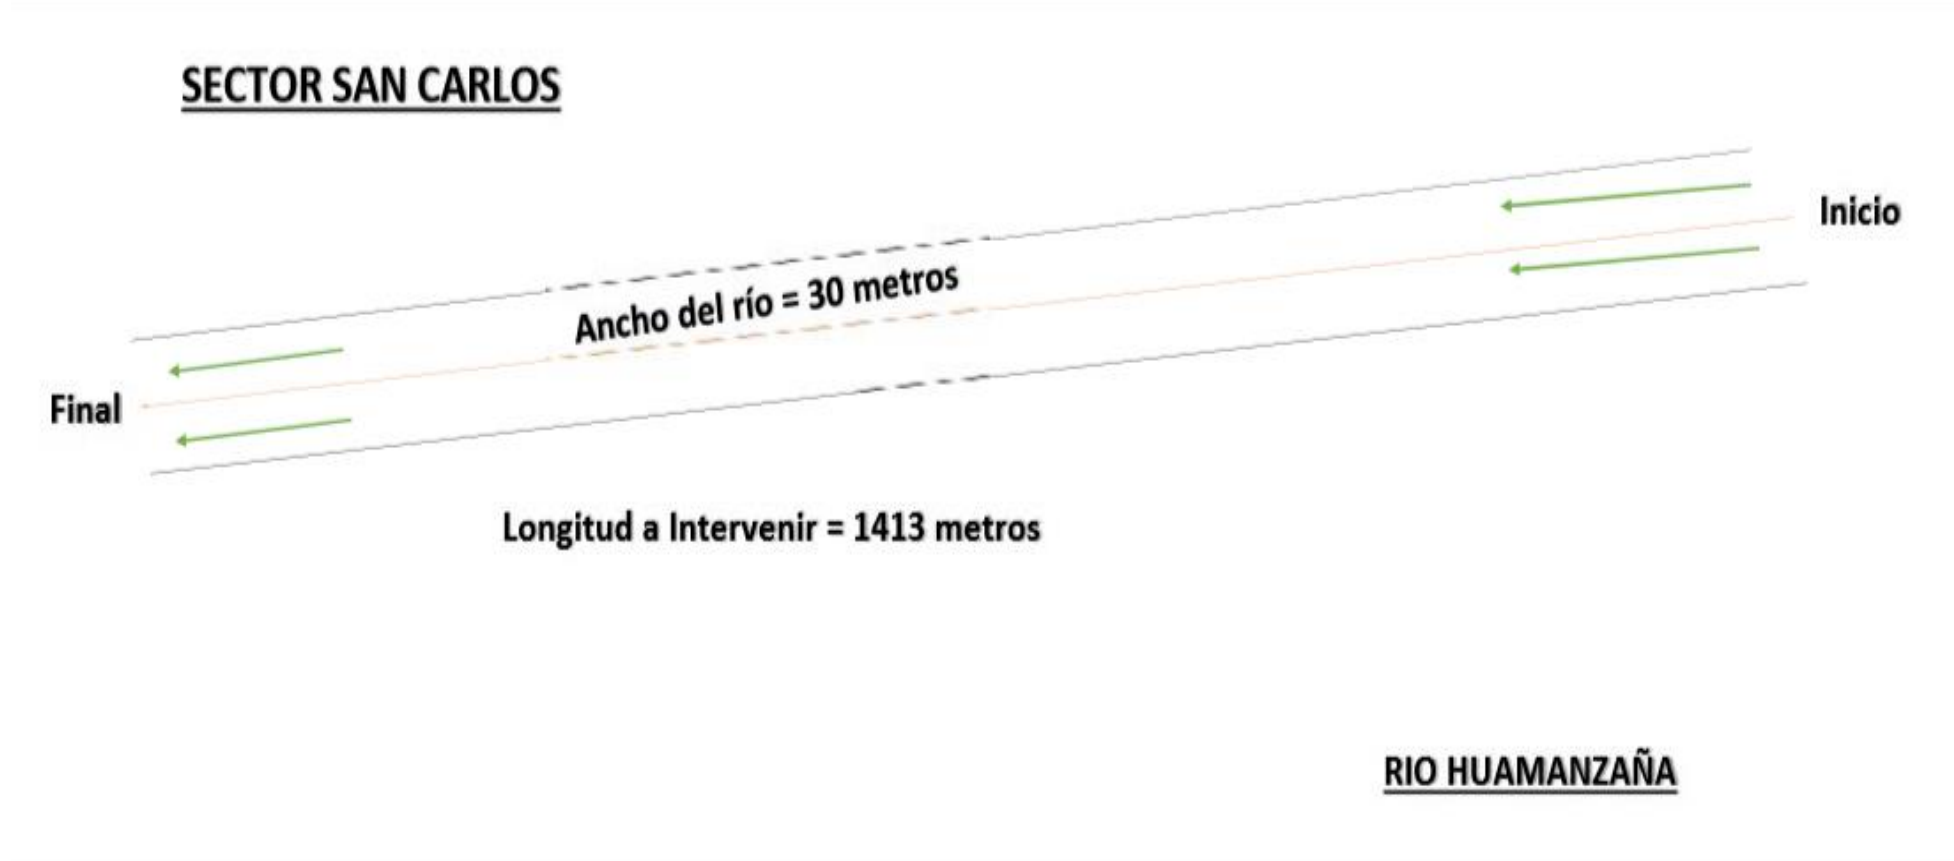 SECTOR SAN CARLOS
Inicio
Ancho del río = 30 metros
Final
Longitud a Intervenir = 1413 metros
RIO HUAMANZAÑA